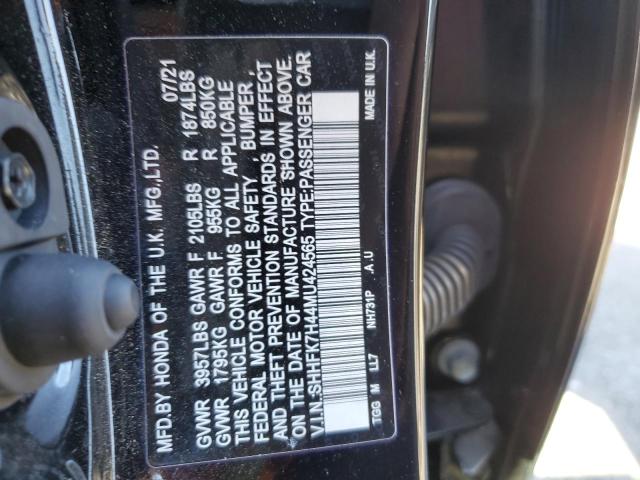 MFD.BY HONDA OF THE U.K. MFG.,LTD. 07/21
GVWR 3957LBS GAWR F 2105LBS R 1874LBS
GVWR 1795KG GAWR F 955KG R 850KG
THIS VEHICLE CONFORMS TO ALL APPLICABLE
FEDERAL MOTOR VEHICLE SAFETY , BUMPER ,
AND THEFT PREVENTION STANDARDS IN EFFECT
ON THE DATE OF MANUFACTURE SHOWN ABOVE.
V.I.N.:SHHFK7H44MU424565 TYPE:PASSENGER CAR
TGG M LL7 NH731P .A.U MADE IN U.K.